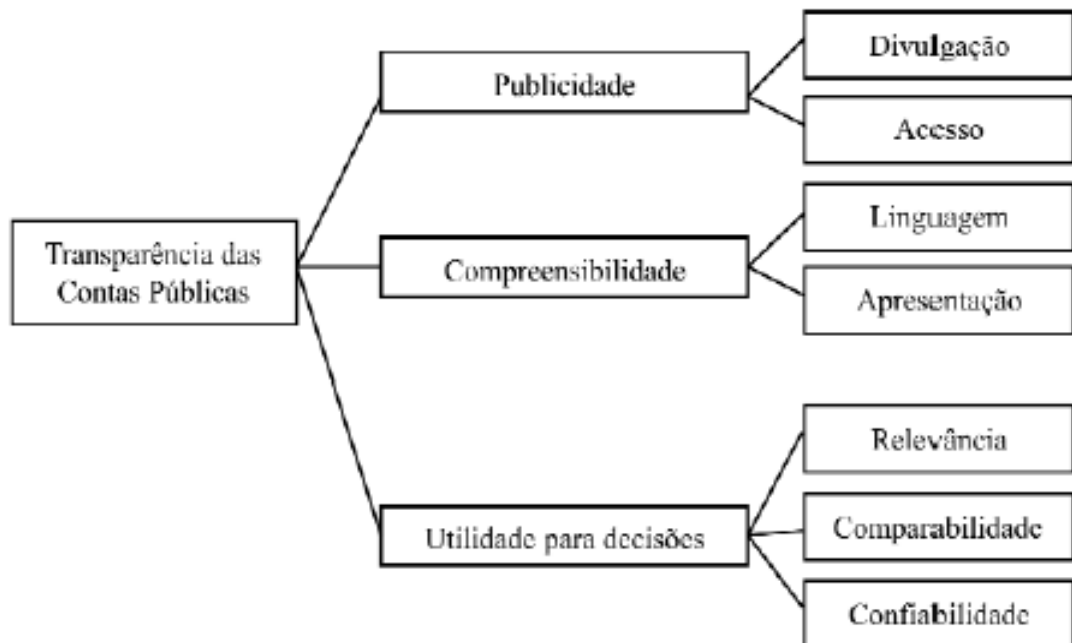 Transparência das
Contas Públicas
Publicidade
Divulgação
Acesso
Compreensibilidade
Linguagem
Apresentação
Utilidade para decisões
Relevância
Comparabilidade
Confiabilidade